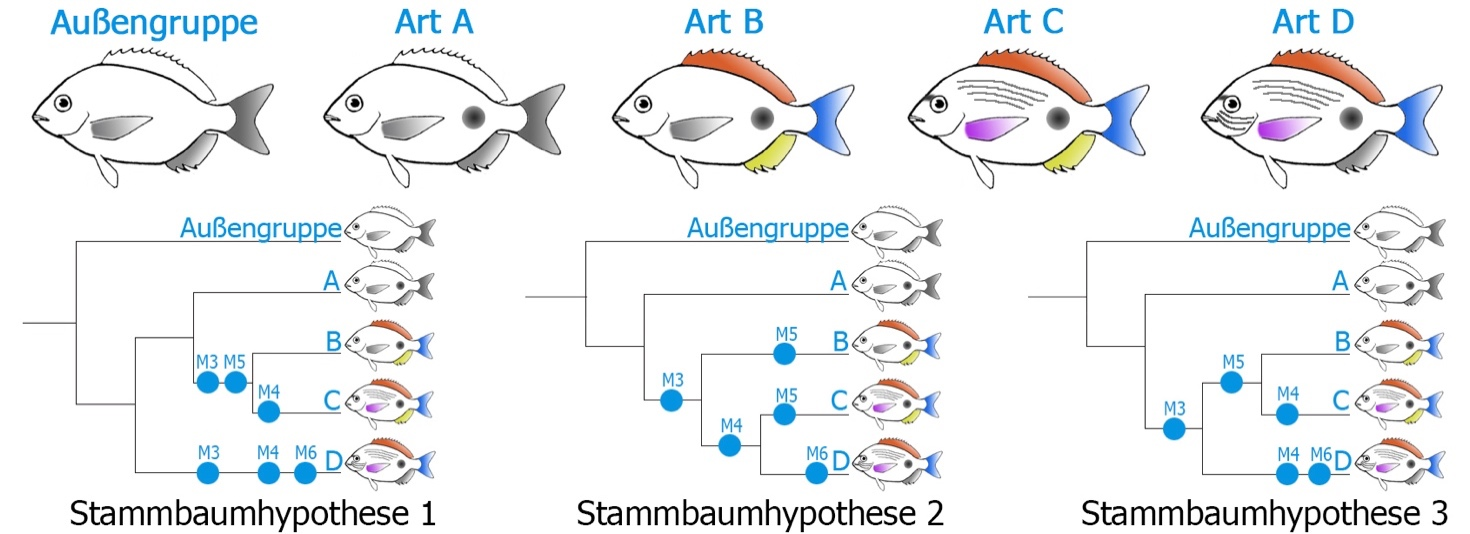 Außengruppe
Art A
Art B
Art C
Art D
Außengruppe
A
B
M3 M5
M4
C
M3
M4
M6
D
Stammbaumhypothese 1
Außengruppe
A
M5
B
M3
M5
C
M4
M6
D
Stammbaumhypothese 2
Außengruppe
A
B
M5
M4
C
M3
M4
M6
D
Stammbaumhypothese 3